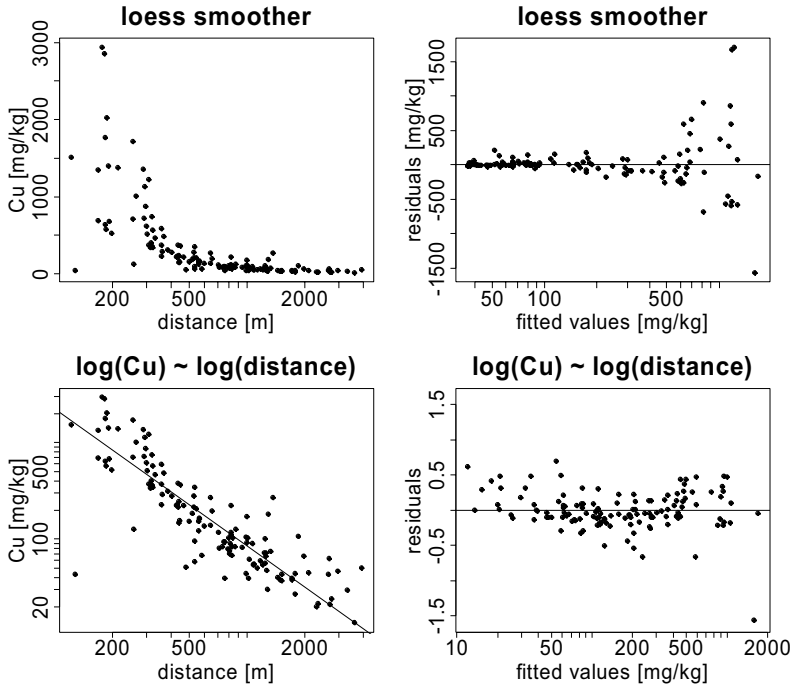 loess smoother
Cu [mg/kg]
3000
2000
1000
0
200 500 2000
distance [m]
loess smoother
residuals [mg/kg]
1500
500
-500
-1500
50 100 500
fitted values [mg/kg]
log(Cu) ~ log(distance)
Cu [mg/kg]
500
100
20
200 500 2000
distance [m]
log(Cu) ~ log(distance)
residuals
1.5
0.5
-0.5
-1.5
10 50 200 500 2000
fitted values [mg/kg]